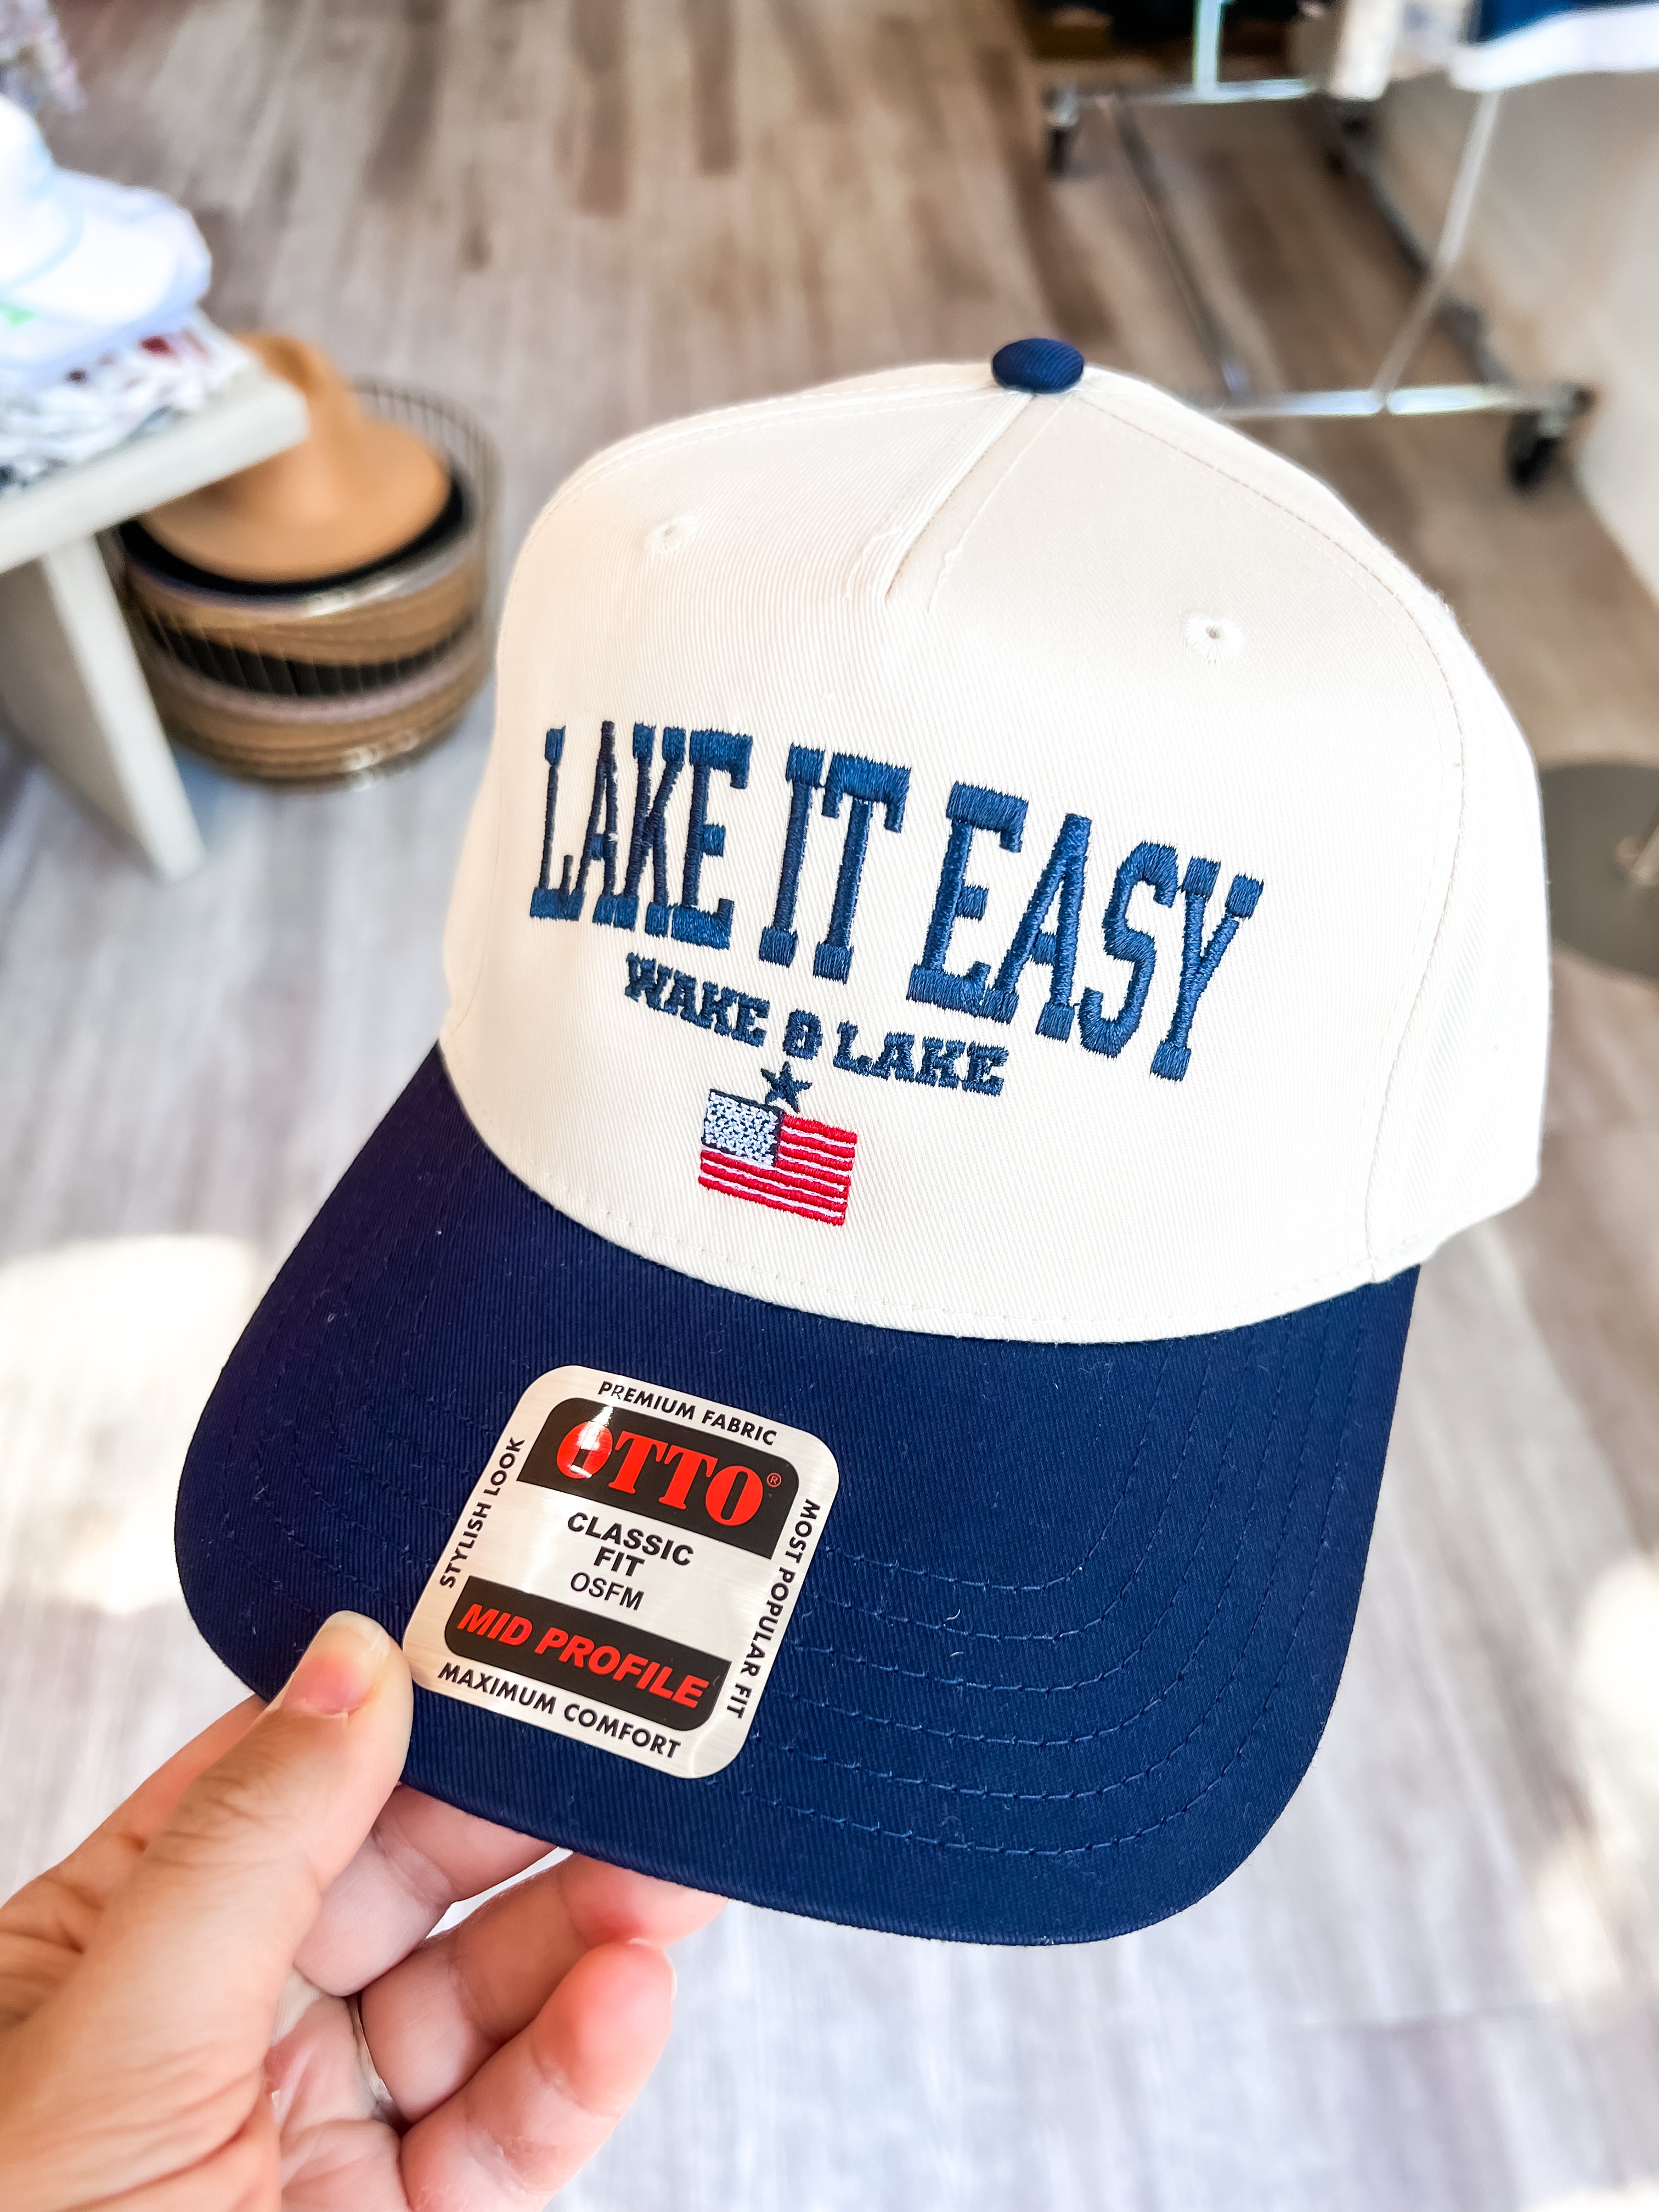 LAKE IT EASY
WAKE & LAKE
PREMIUM FABRIC
STYLISH LOOK
OTTO®
CLASSIC
FIT
OSFM
MID PROFILE
MOST POPULAR FIT
MAXIMUM COMFORT